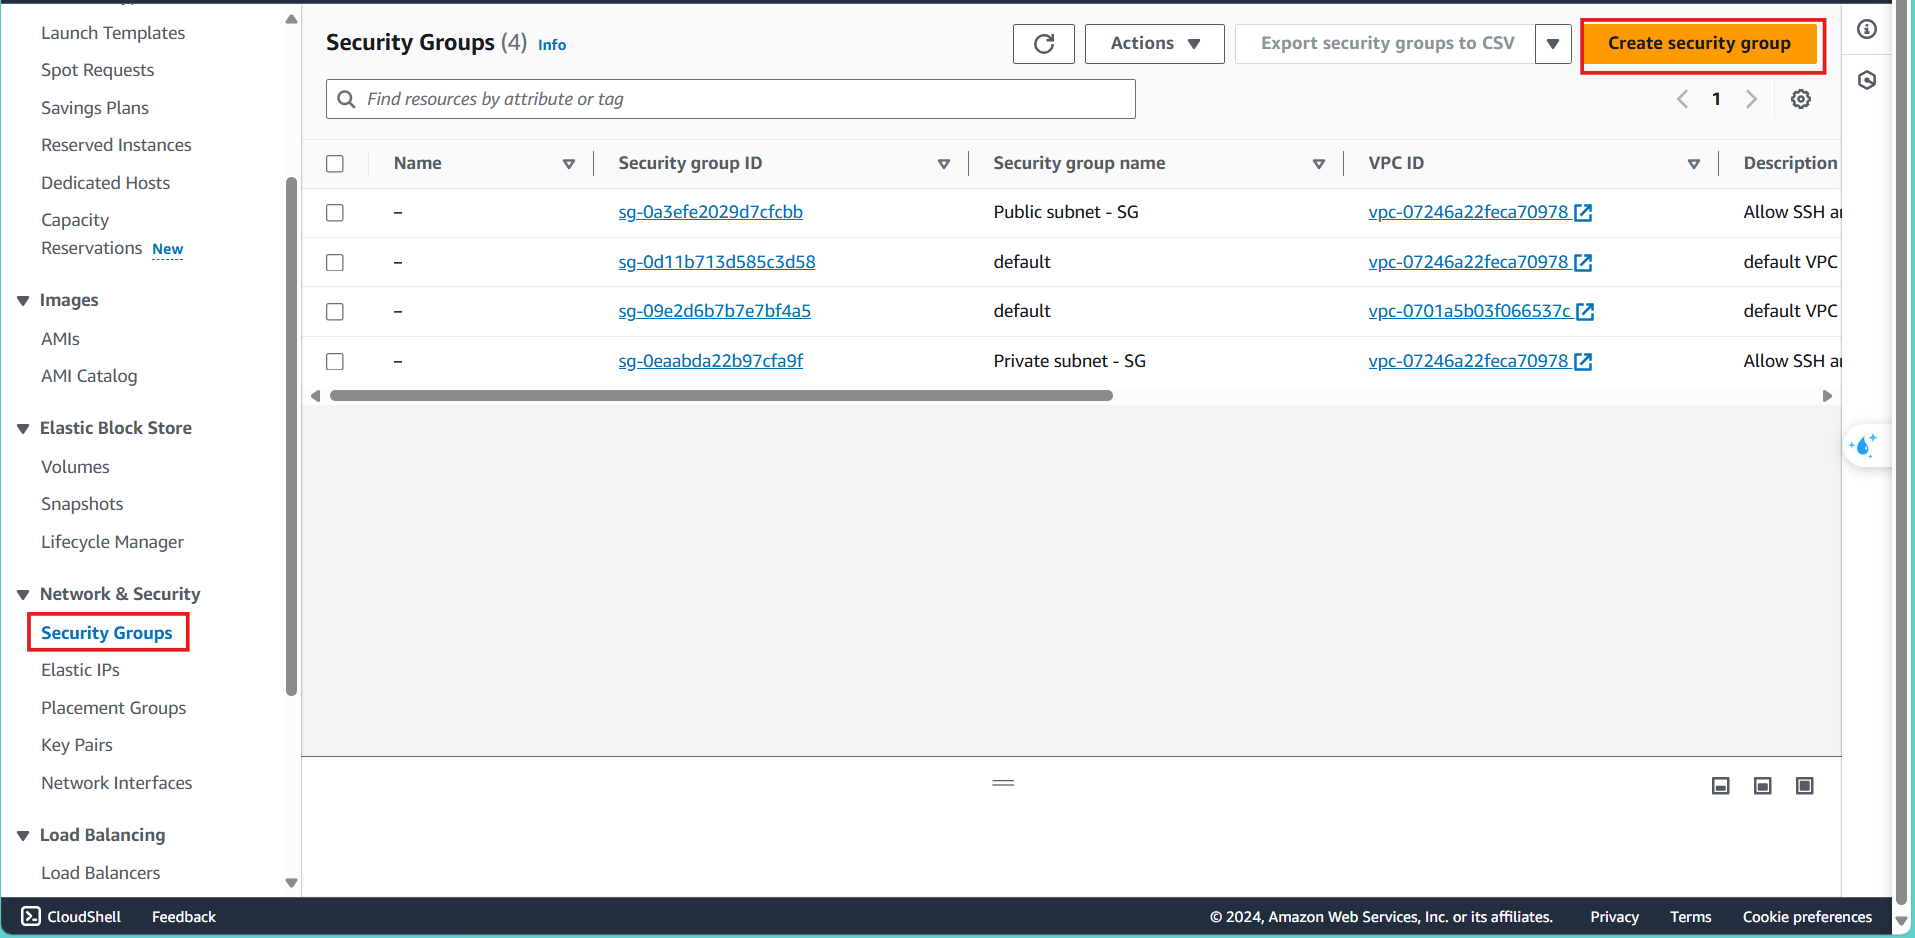 Launch Templates
Spot Requests
Savings Plans
Reserved Instances
Dedicated Hosts
Capacity
Reservations New
Images
AMIs
AMI Catalog
Elastic Block Store
Volumes
Snapshots
Lifecycle Manager
Network & Security
Security Groups
Elastic IPs
Placement Groups
Key Pairs
Network Interfaces
Load Balancing
Load Balancers
Security Groups (4) Info
Actions
Export security groups to CSV
Create security group
Find resources by attribute or tag
1
Name Security group ID Security group name VPC ID Description
– sg-0a3efe2029d7cfcbb Public subnet - SG vpc-07246a22feca70978 Allow SSH ar
– sg-0d11b713d585c3d58 default vpc-07246a22feca70978 default VPC
– sg-09e2d6b7b7e7bf4a5 default vpc-0701a5b03f066537c default VPC
– sg-0eaabda22b97cfa9f Private subnet - SG vpc-07246a22feca70978 Allow SSH ar
CloudShell Feedback © 2024, Amazon Web Services, Inc. or its affiliates. Privacy Terms Cookie preferences